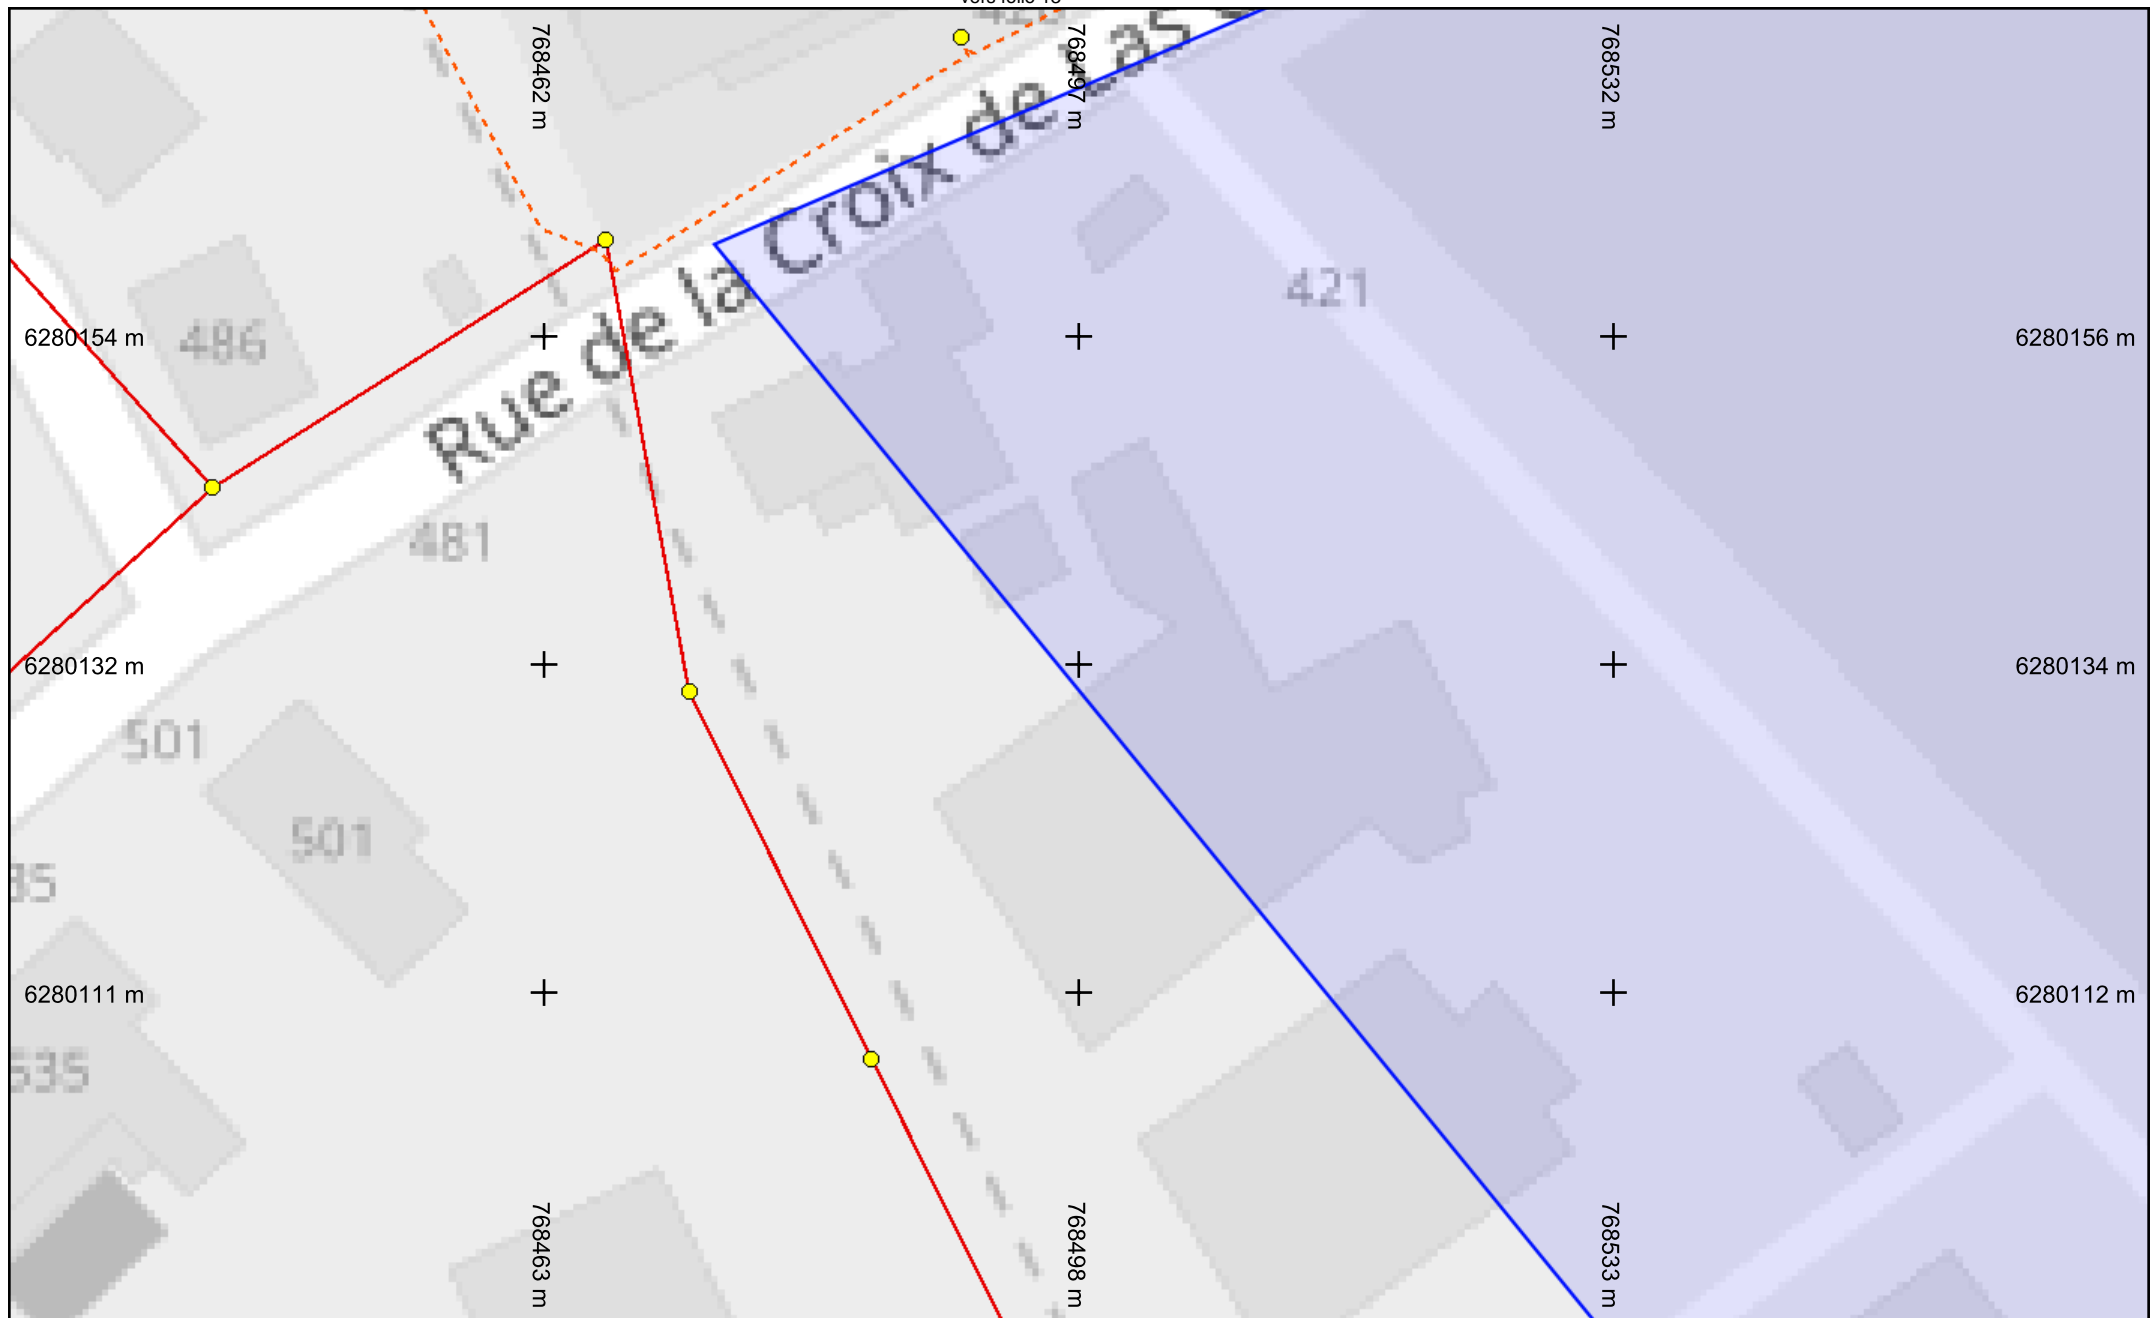 768462 m
768497 m
768532 m
Rue de la Croix de Las
421
6280154 m
486
6280156 m
481
6280132 m
6280134 m
501
501
6280111 m
6280112 m
535
768463 m
768498 m
768533 m